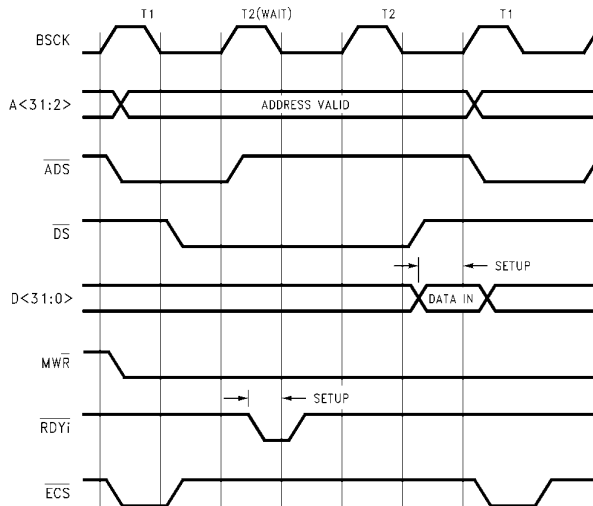 T1 T2(WAIT) T2 T1
BSCK
A<31:2> ADDRESS VALID
ADS
DS
SETUP
D<31:0> DATA IN
MWR
SETUP
RDYi
ECS